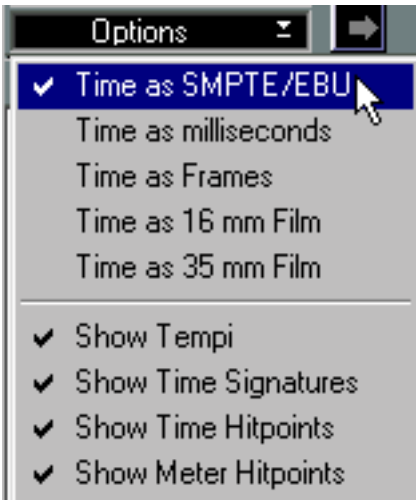 Options
Time as SMPTE/EBU
Time as milliseconds
Time as Frames
Time as 16 mm Film
Time as 35 mm Film
Show Tempi
Show Time Signatures
Show Time Hitpoints
Show Meter Hitpoints